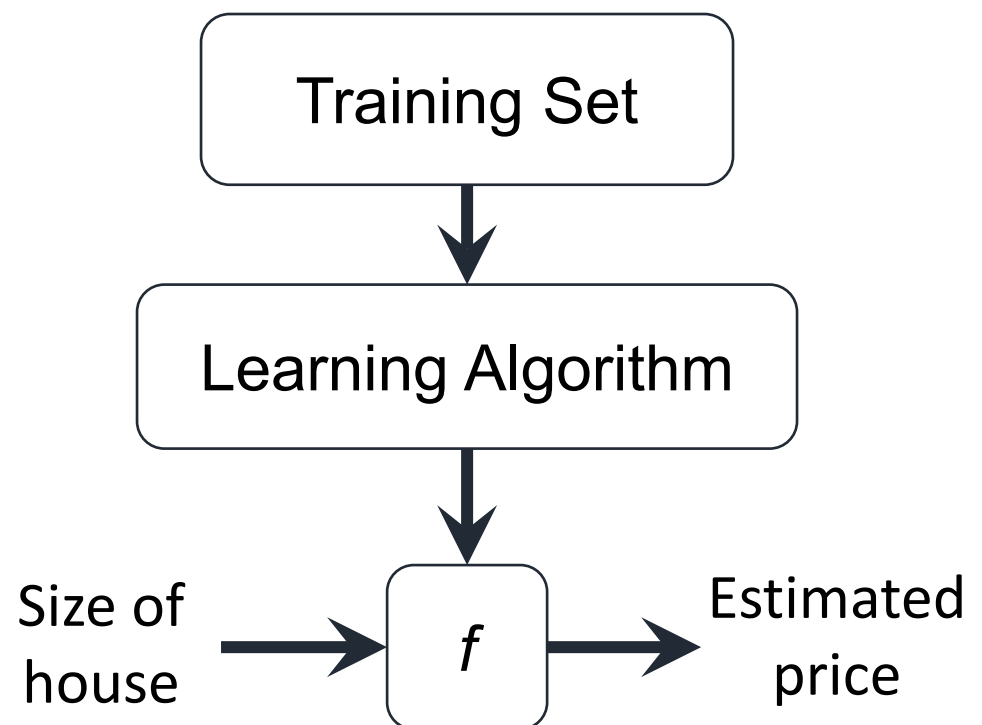 Training Set
Learning Algorithm
Size of
house
f
Estimated
price